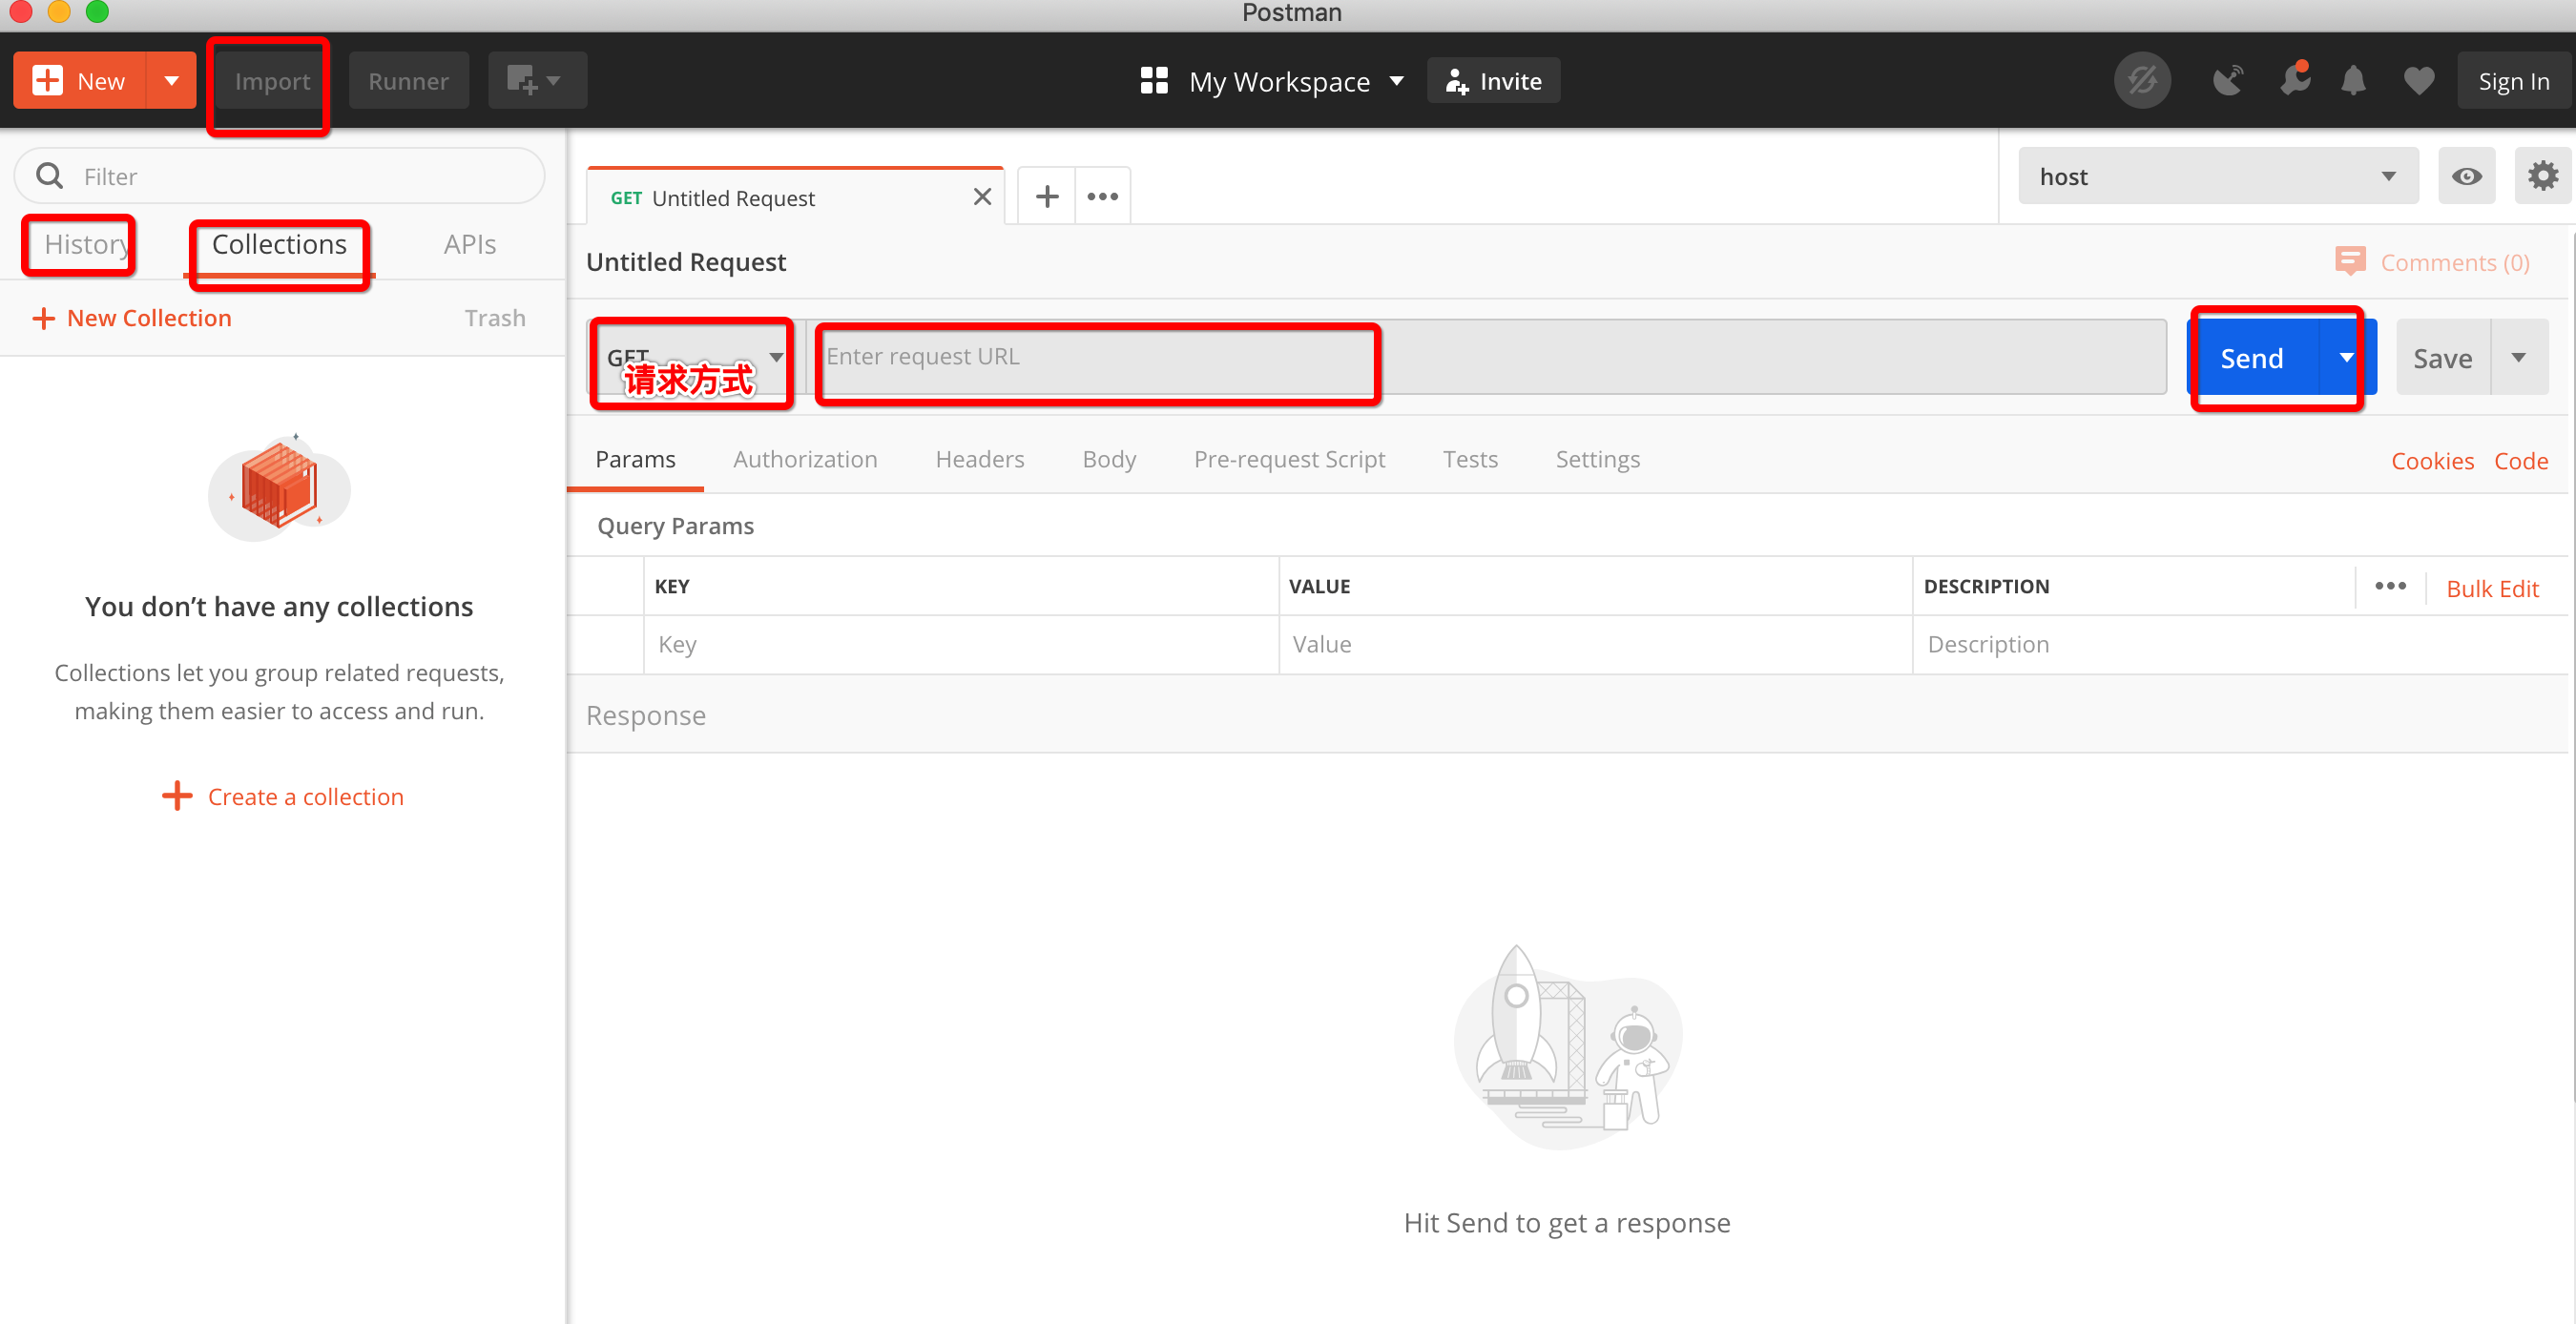 Postman
New
Import
Runner
My Workspace
Invite
Sign In
Filter
GET Untitled Request
host
History
Collections
APIs
Untitled Request
Comments (0)
New Collection
Trash
GET
请求方式
Enter request URL
Send
Save
Params
Authorization
Headers
Body
Pre-request Script
Tests
Settings
Cookies
Code
Query Params
KEY
VALUE
DESCRIPTION
Bulk Edit
Key
Value
Description
You don’t have any collections
Collections let you group related requests,
making them easier to access and run.
Create a collection
Response
Hit Send to get a response